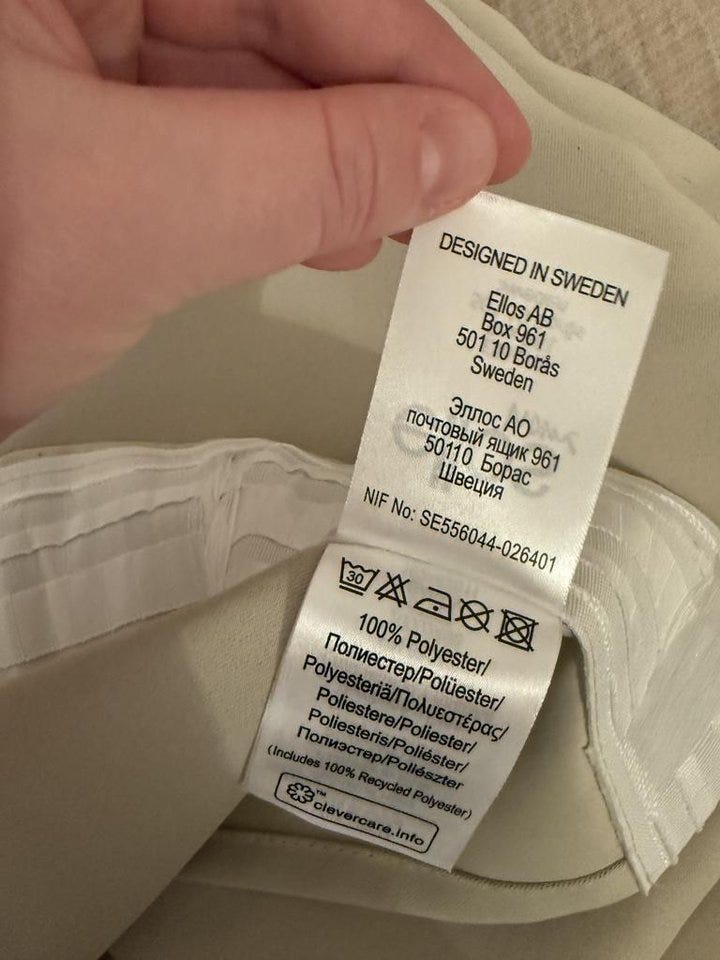 DESIGNED IN SWEDEN
Ellos AB
Box 961
501 10 Borås
Sweden
Эллос АО
почтовый ящик 961
50110 Борас
Швеция
NIF No: SE556044-026401
30
100% Polyester/
Полиестер/Polüester/
Polyesteriä/Πολυεστέρας/
Poliestere/Poliester/
Poliesteris/Poliéster/
Полиэстер/Poliészter
(Includes 100% Recycled Polyester)
™
clevercare.info